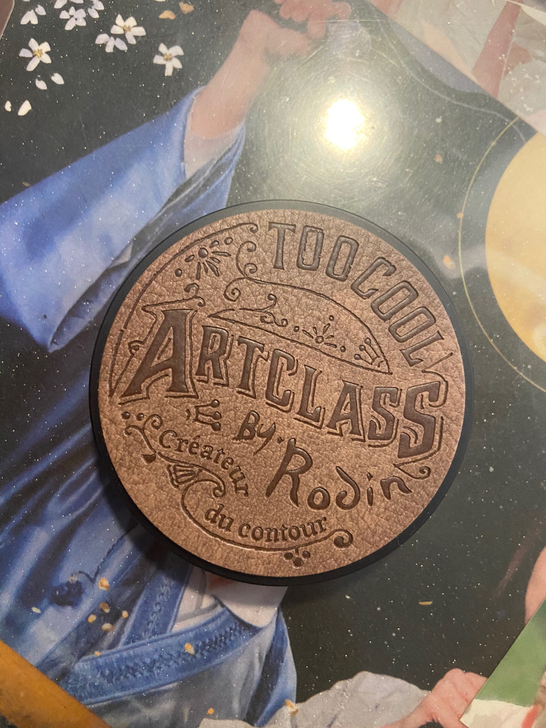 TOOCOOL
ARTCLASS
BY Rodin
Créateur
du contour